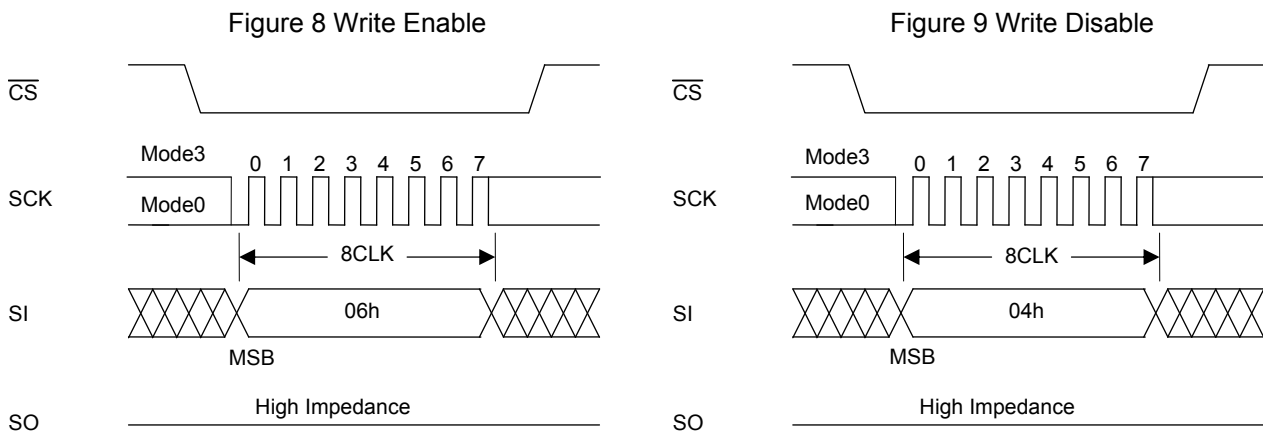 Figure 8 Write Enable
CS
Mode3
0 1 2 3 4 5 6 7
SCK
Mode0
8CLK
SI
06h
MSB
High Impedance
SO
Figure 9 Write Disable
CS
Mode3
0 1 2 3 4 5 6 7
SCK
Mode0
8CLK
SI
04h
MSB
High Impedance
SO